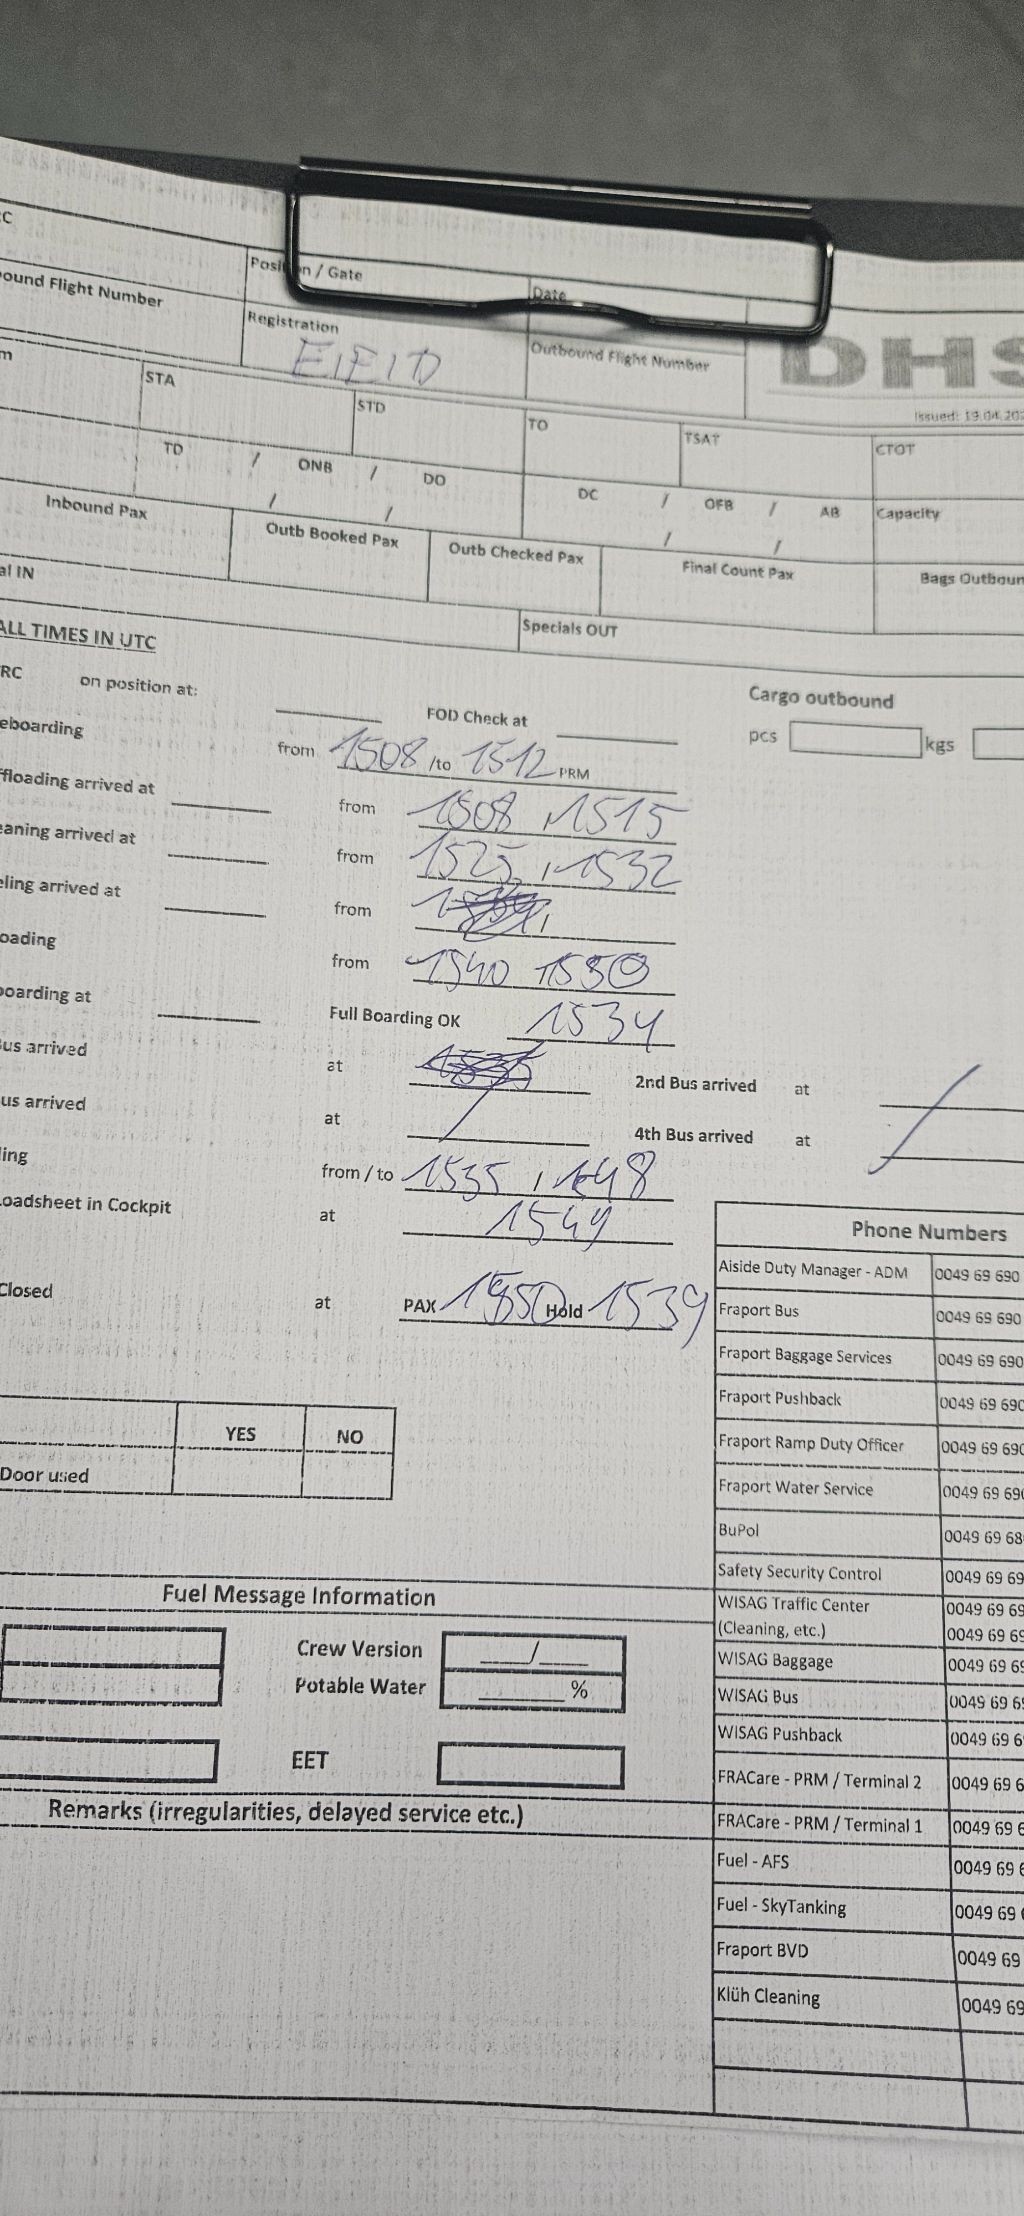 Position / Gate
Date
ound Flight Number
Registration
EIEID
Outbound Flight Number
DHS
Issued: 19.04.202
STA
STD
TO
TSAT
CTOT
TD / ONB / DO
DC / OFB / AB
Capacity
/ /
/ /
Inbound Pax
Outb Booked Pax
Outb Checked Pax
Final Count Pax
Bags Outboun
al IN
Specials OUT
ALL TIMES IN UTC
RC on position at:
FOD Check at
Cargo outbound
pcs
kgs
eboarding from 1508 /to 1512 PRM
ffloading arrived at from 1508 , 1515
eaning arrived at from 1525 , 1532
eling arrived at from
oading from 1540 1550
boarding at Full Boarding OK 1534
Bus arrived at
2nd Bus arrived at
us arrived at /
4th Bus arrived at
ling from / to 1535 , 1548
oadsheet in Cockpit at 1549
Closed at PAX 1550 Hold 1539
YES NO
Door used
Phone Numbers
Aiside Duty Manager - ADM 0049 69 690
Fraport Bus 0049 69 690
Fraport Baggage Services 0049 69 690
Fraport Pushback 0049 69 690
Fraport Ramp Duty Officer 0049 69 690
Fraport Water Service 0049 69 690
BuPol 0049 69 68
Safety Security Control 0049 69 69
WISAG Traffic Center 0049 69 69
(Cleaning, etc.) 0049 69 69
WISAG Baggage 0049 69 69
WISAG Bus 0049 69 69
WISAG Pushback 0049 69 6
FRACare - PRM / Terminal 2 0049 69 6
FRACare - PRM / Terminal 1 0049 69 6
Fuel - AFS 0049 69 6
Fuel - SkyTanking 0049 69
Fraport BVD 0049 69
Klüh Cleaning 0049 69
Fuel Message Information
Crew Version ____/____
Potable Water ______ %
EET
Remarks (irregularities, delayed service etc.)